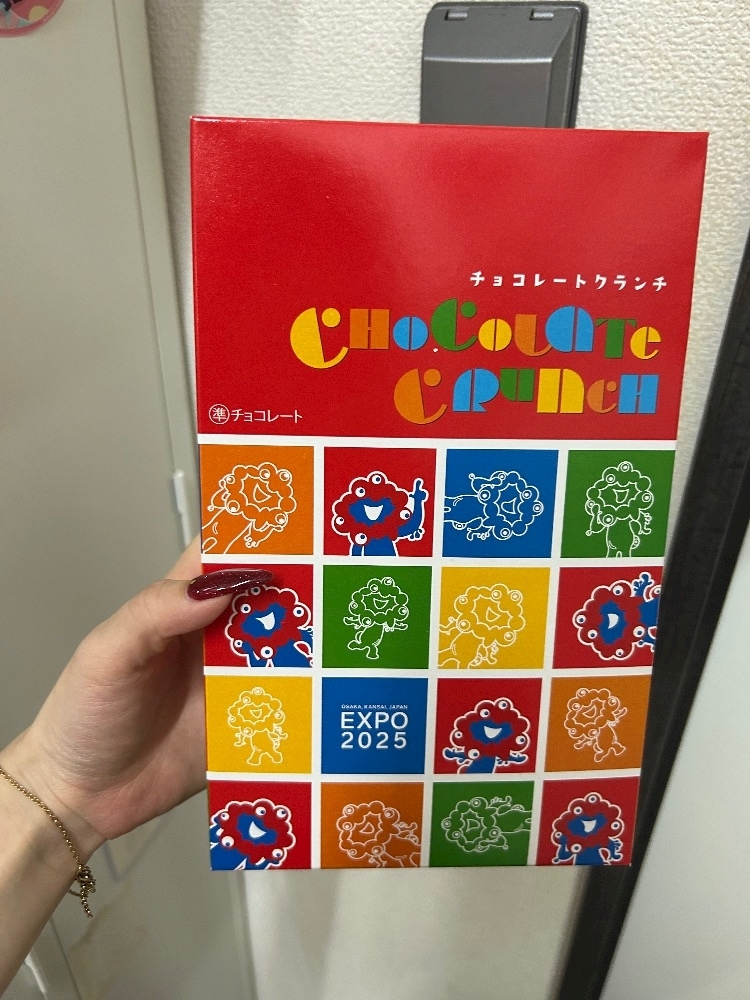 チョコレートクランチ
CHOCOLATE
CRUNCH
準チョコレート
OSAKA, KANSAI, JAPAN
EXPO
2025